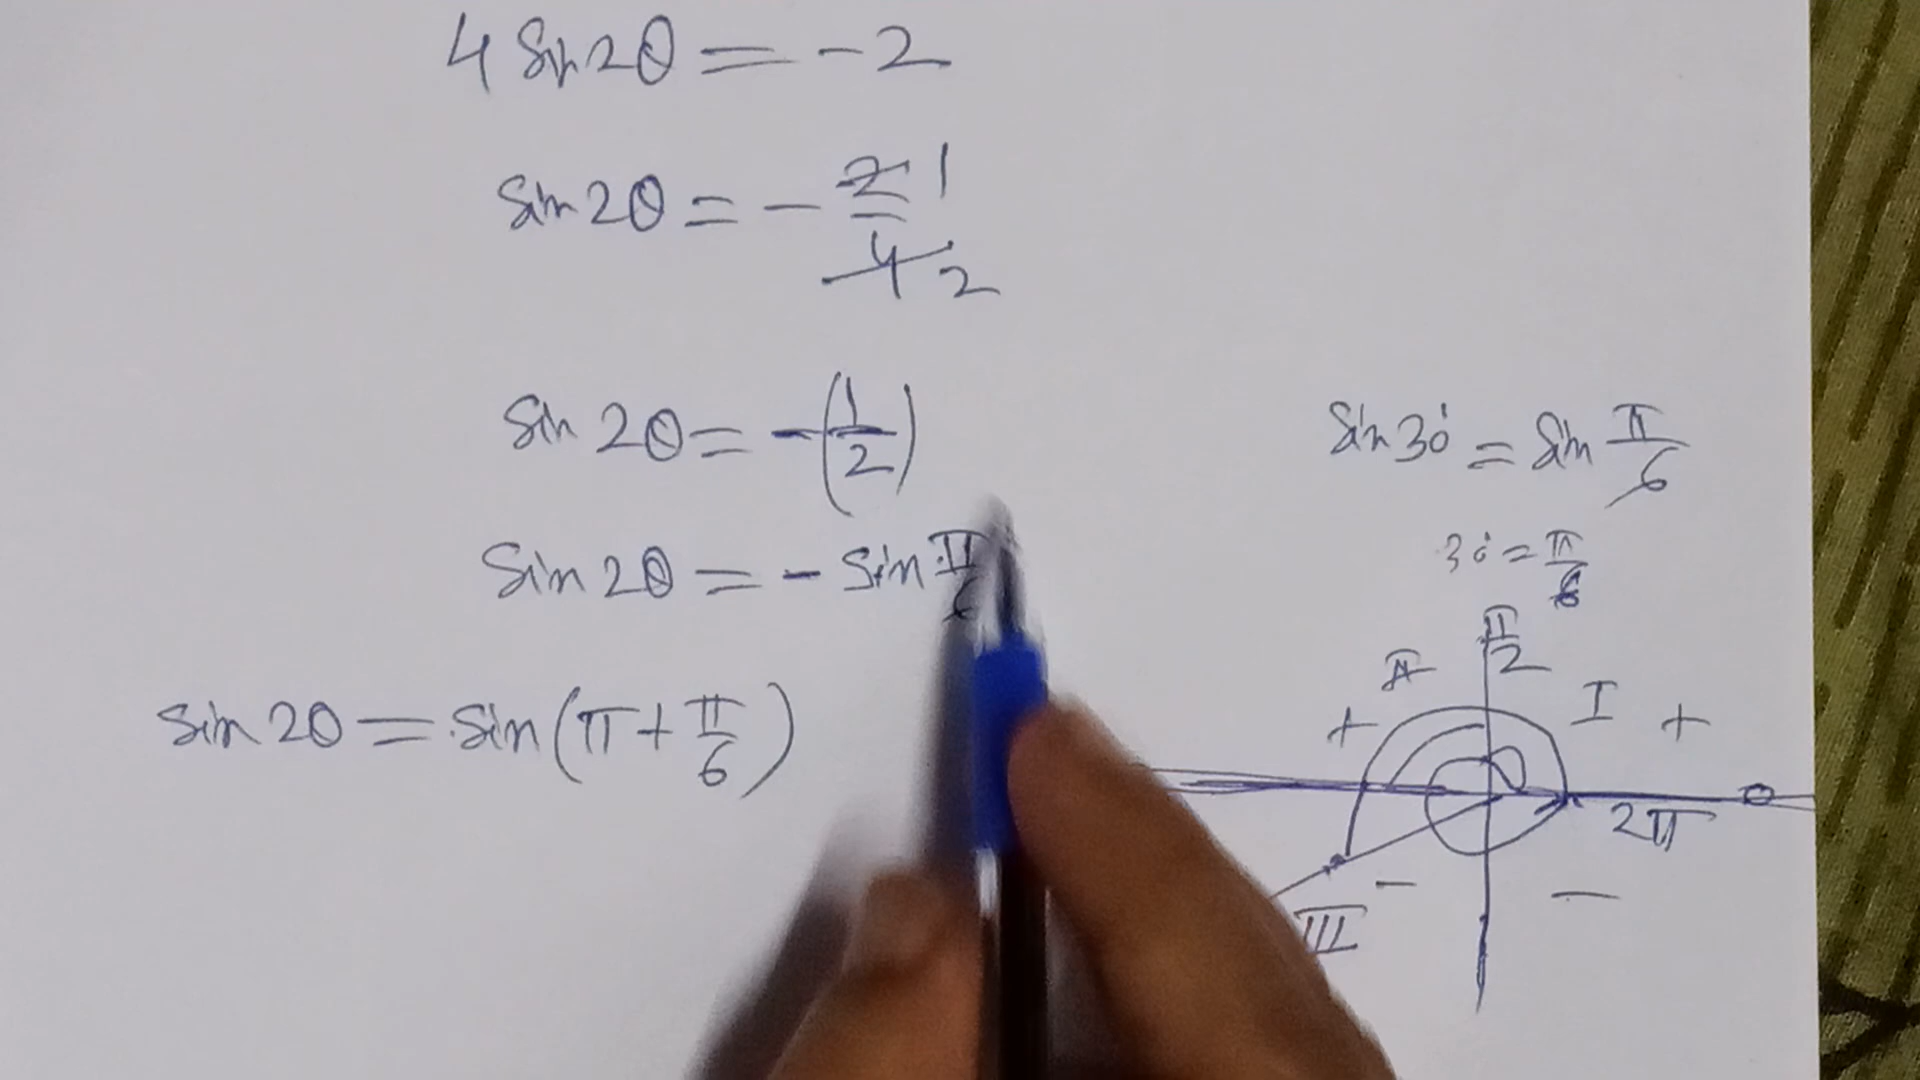 4 Sin 2θ = -2
Sin 2θ = - 2 1 / 4 2
Sin 2θ = -(1/2)
Sin 30° = Sin π/6
Sin 2θ = - Sin π/6
30° = π/6
π/2
II
I
+
+
Sin 2θ = Sin(π + π/6)
2π
-
-
III